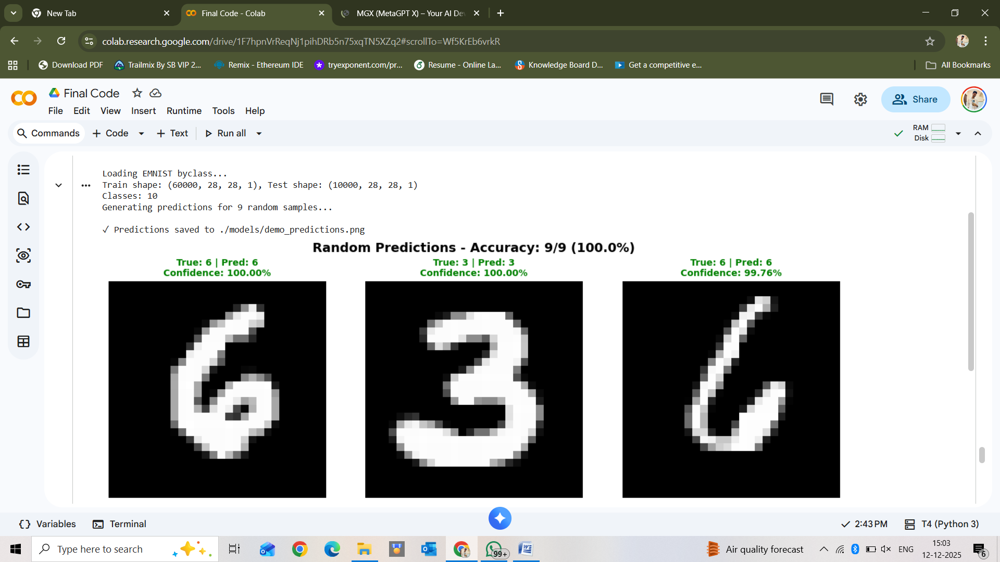 New Tab
Final Code - Colab
MGX (MetaGPT X) – Your AI De
colab.research.google.com/drive/1F7hpnVrReqNj1pihDRb5n75xqTN5XZq2#scrollTo=Wf5KrEb6vrkR
Download PDF
Trailmix By SB VIP 2...
Remix - Ethereum IDE
tryexponent.com/pr...
Resume - Online La...
Knowledge Board D...
Get a competitive e...
All Bookmarks
Final Code
File Edit View Insert Runtime Tools Help
Share
Commands + Code + Text Run all
RAM
Disk
Loading EMNIST byclass...
Train shape: (60000, 28, 28, 1), Test shape: (10000, 28, 28, 1)
Classes: 10
Generating predictions for 9 random samples...
✓ Predictions saved to ./models/demo_predictions.png
Random Predictions - Accuracy: 9/9 (100.0%)
True: 6 | Pred: 6
Confidence: 100.00%
True: 3 | Pred: 3
Confidence: 100.00%
True: 6 | Pred: 6
Confidence: 99.76%
6
3
6
Variables
Terminal
2:43 PM
T4 (Python 3)
Type here to search
99+
Air quality forecast
ENG
15:03
12-12-2025
6